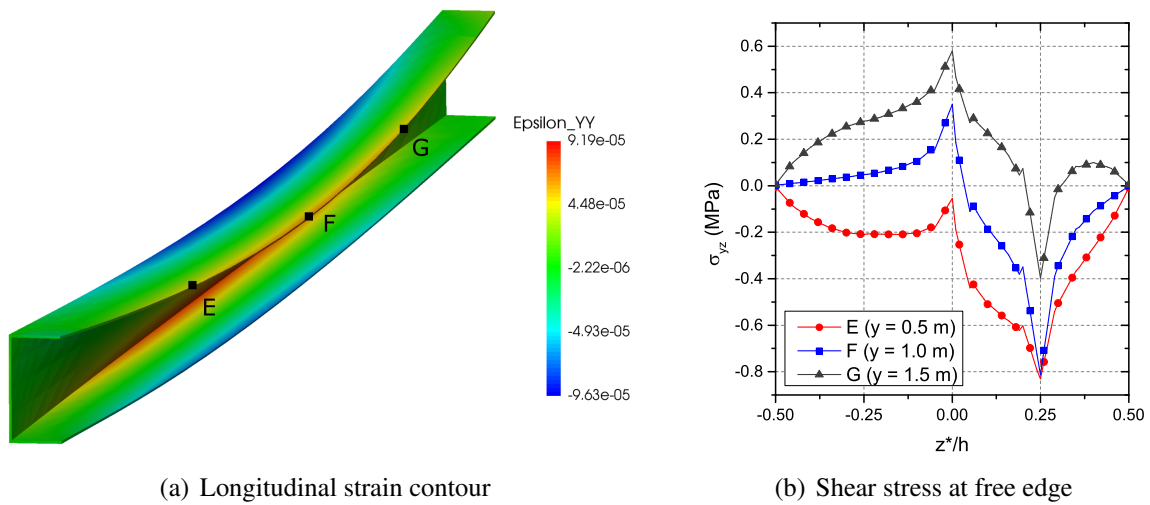 Epsilon_YY
9.19e-05
4.48e-05
-2.22e-06
-4.93e-05
-9.63e-05
G
F
E
0.6
0.4
0.2
0.0
-0.2
-0.4
-0.6
-0.8
σyz (MPa)
E (y = 0.5 m)
F (y = 1.0 m)
G (y = 1.5 m)
-0.50
-0.25
0.00
0.25
0.50
z*/h
(a) Longitudinal strain contour
(b) Shear stress at free edge